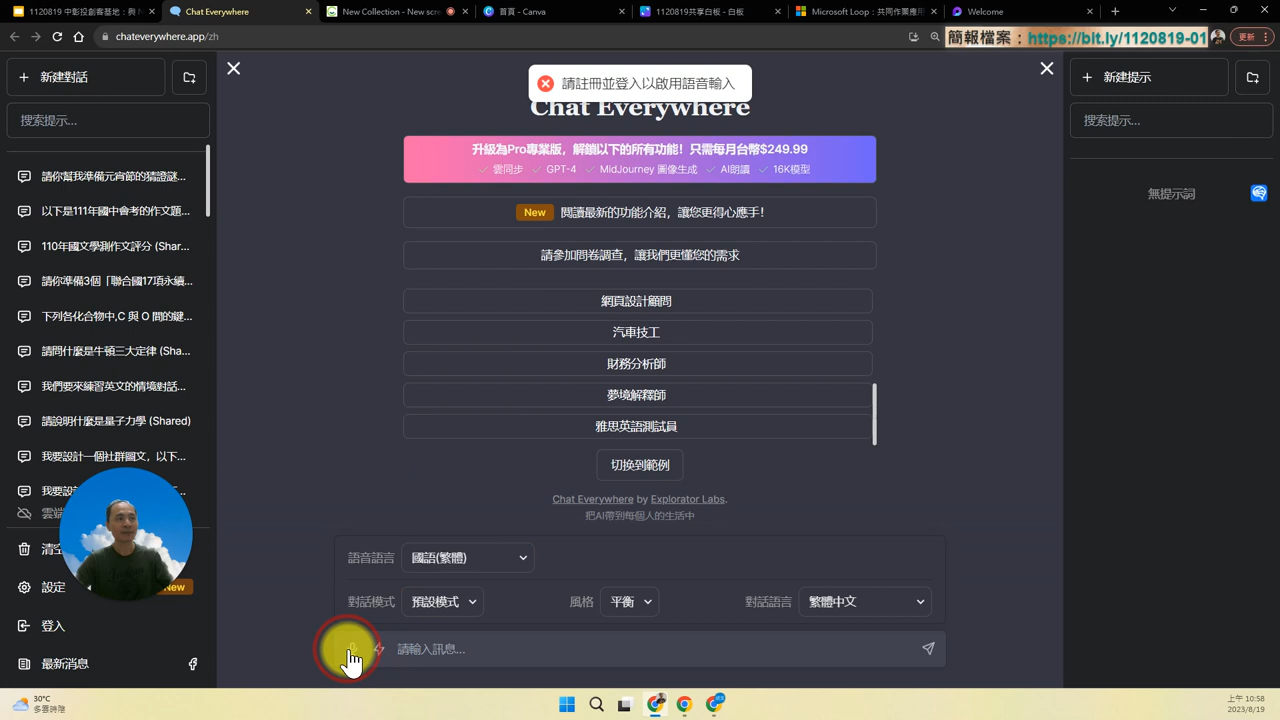 1120819 中彰投創客基地：與
Chat Everywhere
New Collection - New scre
首頁 - Canva
1120819共享白板 - 白板
Microsoft Loop：共同作業應用
Welcome
chateverywhere.app/zh
簡報檔案：https://bit.ly/1120819-01
更新
新建對話
請註冊並登入以啟用語音輸入
新建提示
搜索提示...
Chat Everywhere
搜索提示...
升級為Pro專業版，解鎖以下的所有功能！只需每月台幣$249.99
雲同步
GPT-4
MidJourney 圖像生成
AI朗讀
16K模型
請你幫我準備元宵節的猜謎謎...
無提示詞
以下是111年國中會考的作文題...
New 閱讀最新的功能介紹，讓您更得心應手！
110年國文學測作文評分 (Shar...
請參加問卷調查，讓我們更懂您的需求
請你準備3個「聯合國17項永續...
網頁設計顧問
下列各化合物中,C 與 O 間的鍵...
汽車技工
請問什麼是牛頓三大定律 (Sha...
財務分析師
我們要來練習英文的情境對話...
夢境解釋師
請說明什麼是量子力學 (Shared)
雅思英語測試員
我要設計一個社群圖文，以下...
切換到範例
我要設
Chat Everywhere by Explorator Labs.
雲端
把AI帶到每個人的生活中
清空
語音語言
國語(繁體)
設定
New
對話模式
預設模式
風格
平衡
對話語言
繁體中文
登入
請輸入訊息...
最新消息
30°C
多雲時陰
上午 10:58
2023/8/19